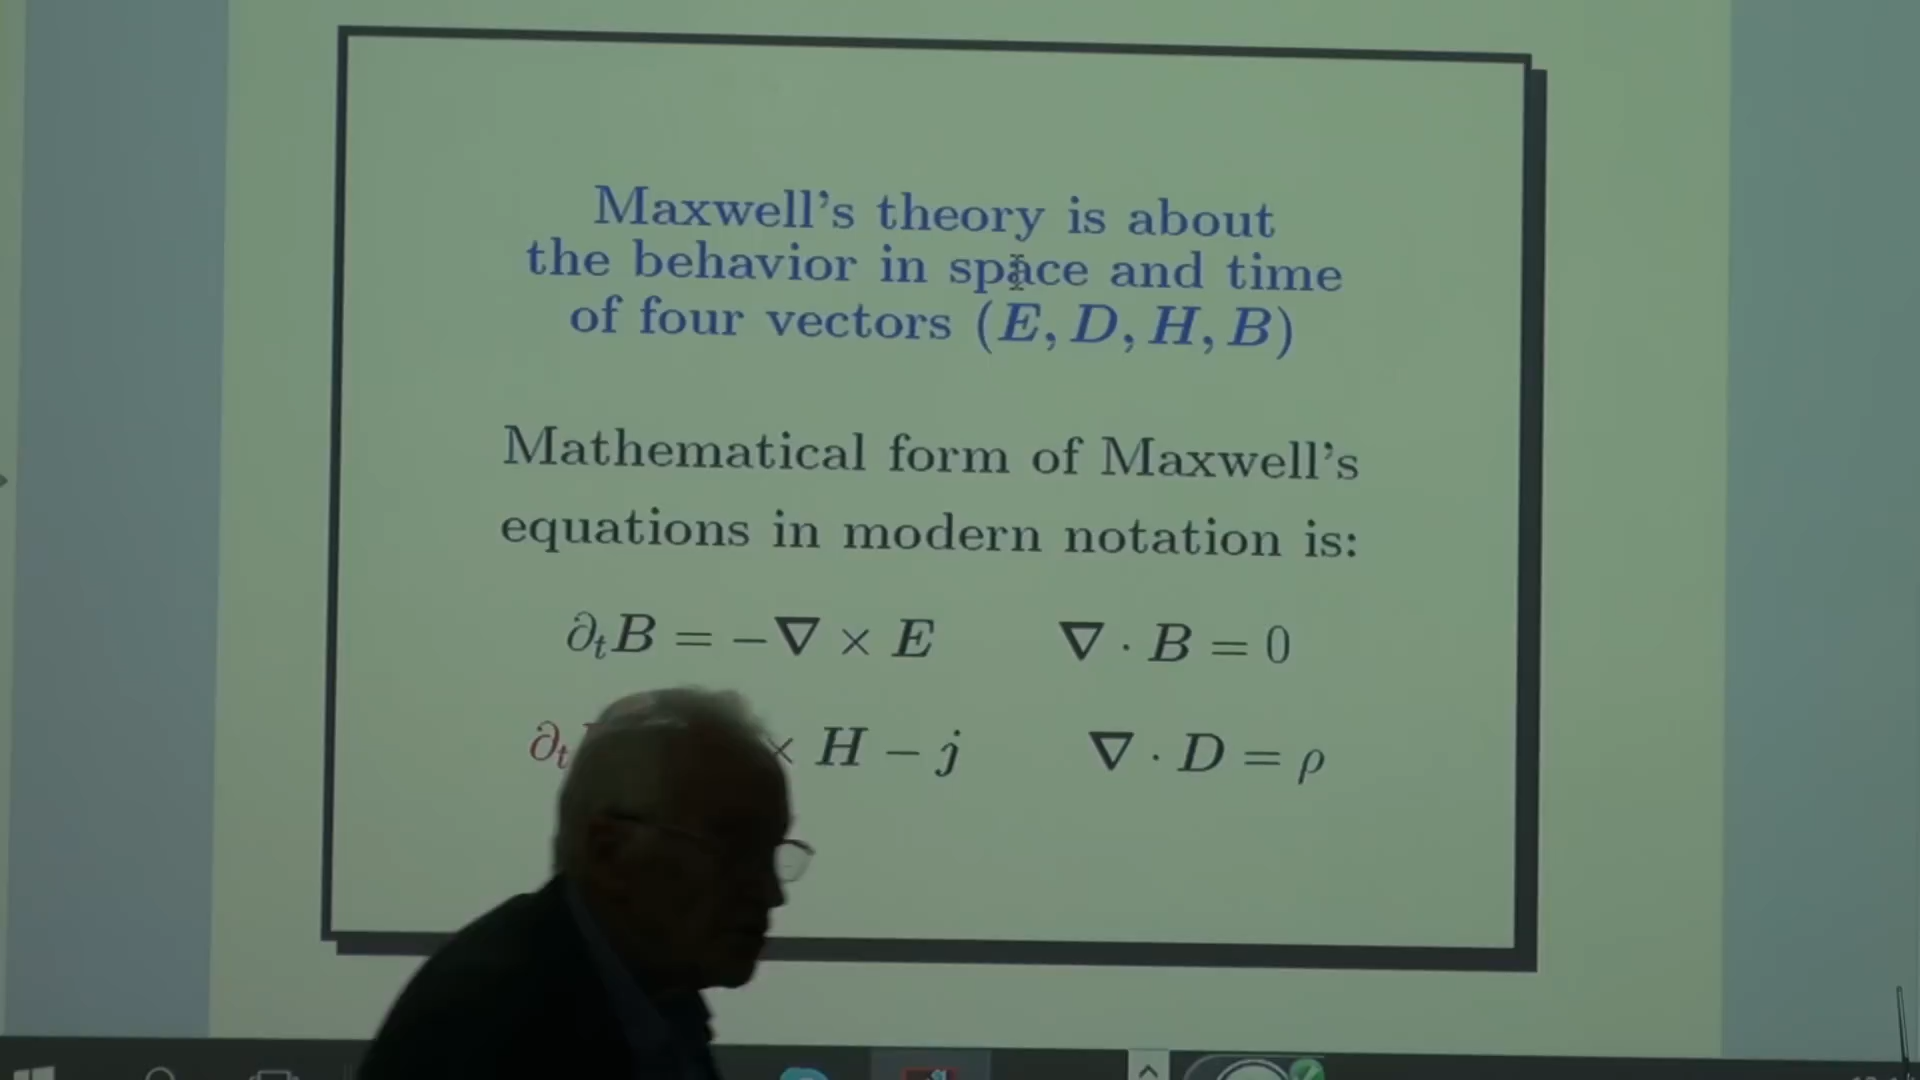 Maxwell's theory is about
the behavior in space and time
of four vectors (E, D, H, B)
Mathematical form of Maxwell's
equations in modern notation is:
∂ₜB = −∇ × E    ∇ · B = 0
∂ₜ × H − j    ∇ · D = ρ